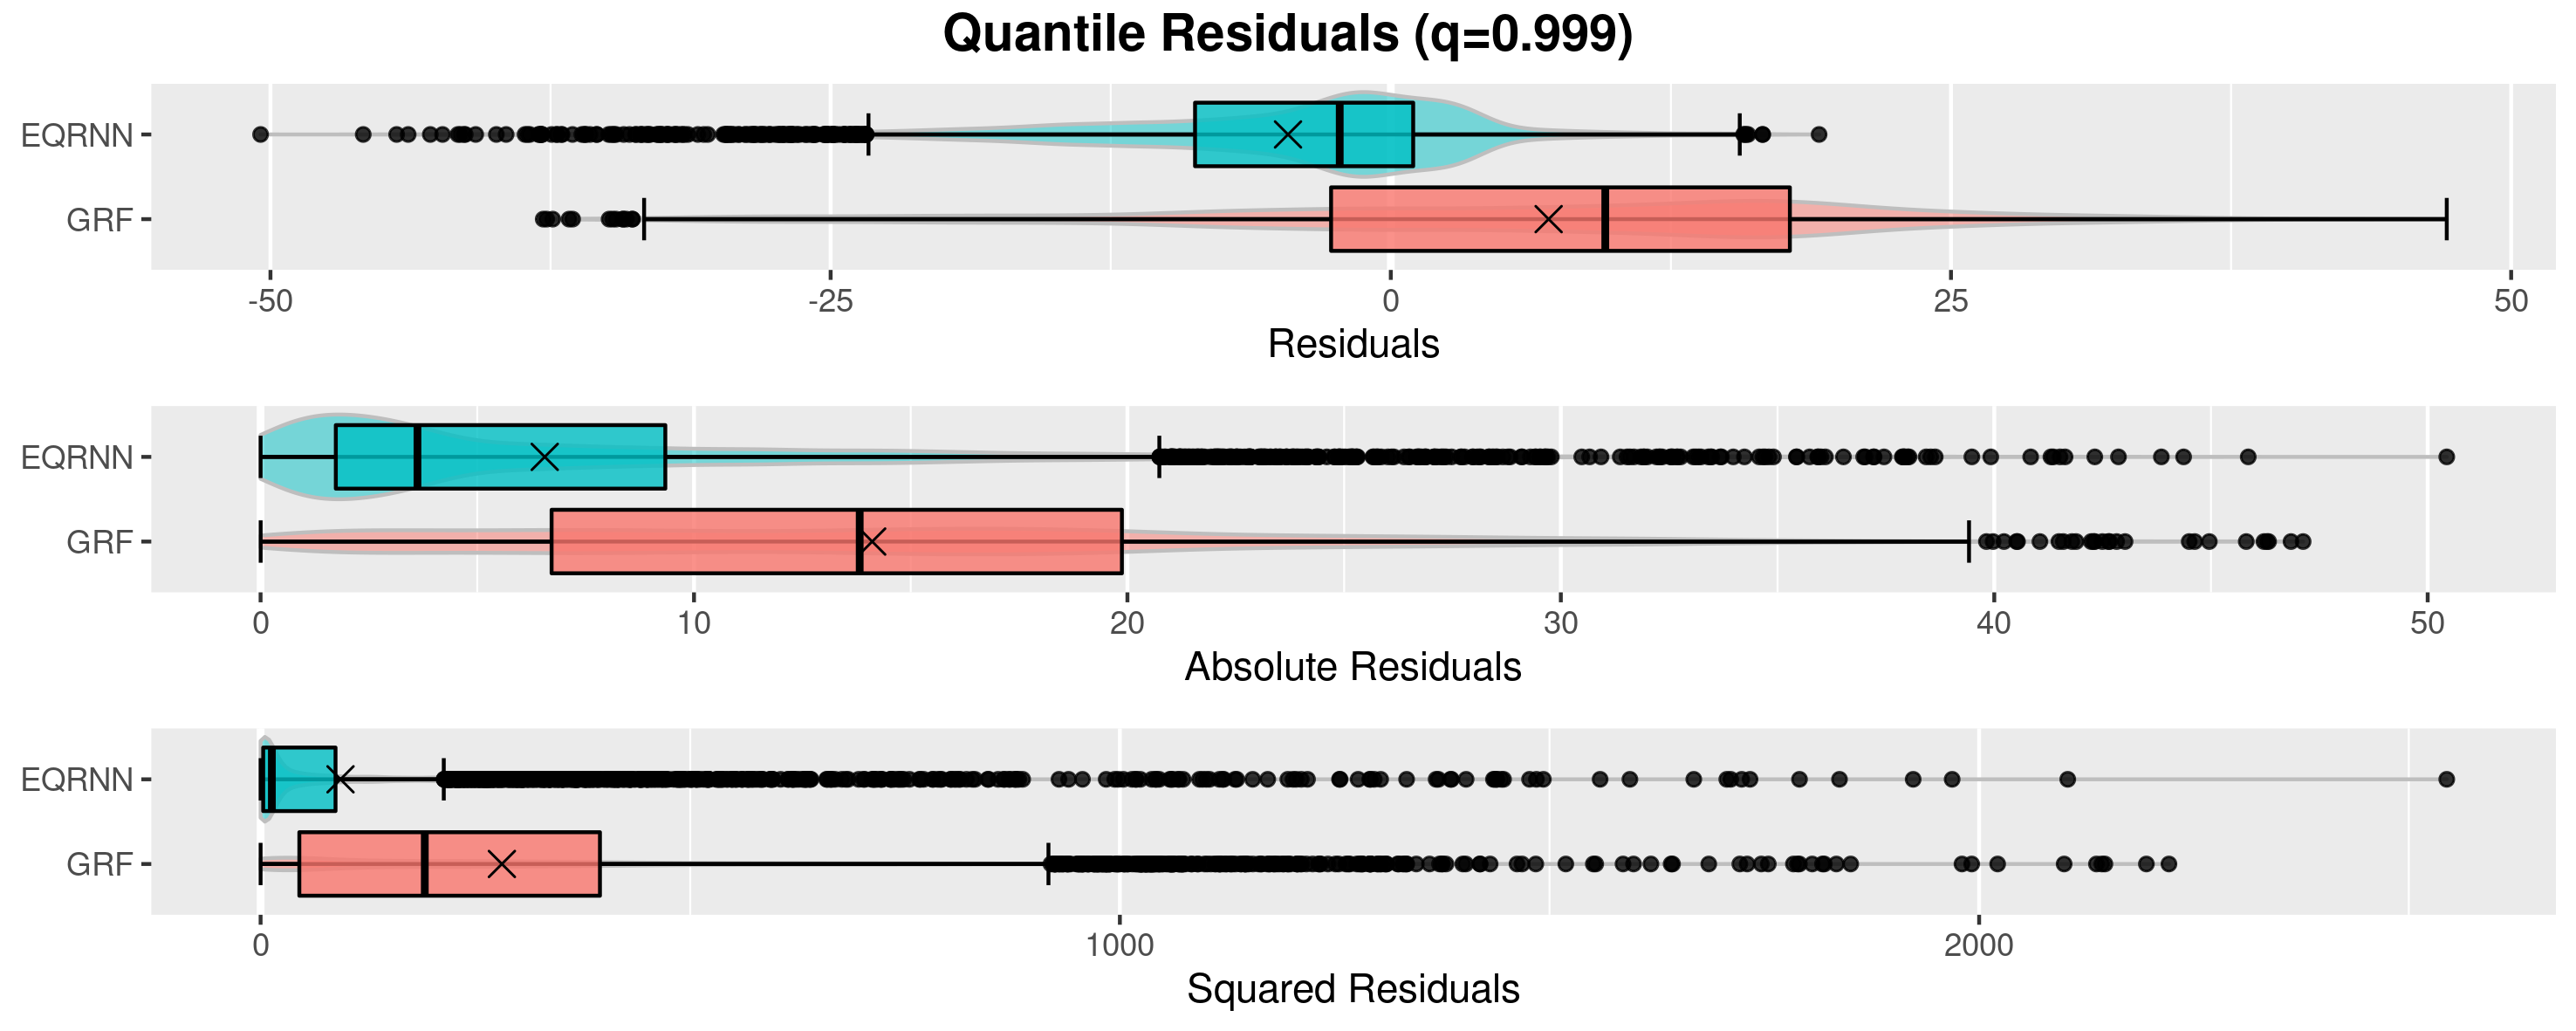 Quantile Residuals (q=0.999)
EQRNN
GRF
-50 -25 0 25 50
Residuals
EQRNN
GRF
0 10 20 30 40 50
Absolute Residuals
EQRNN
GRF
0 1000 2000
Squared Residuals